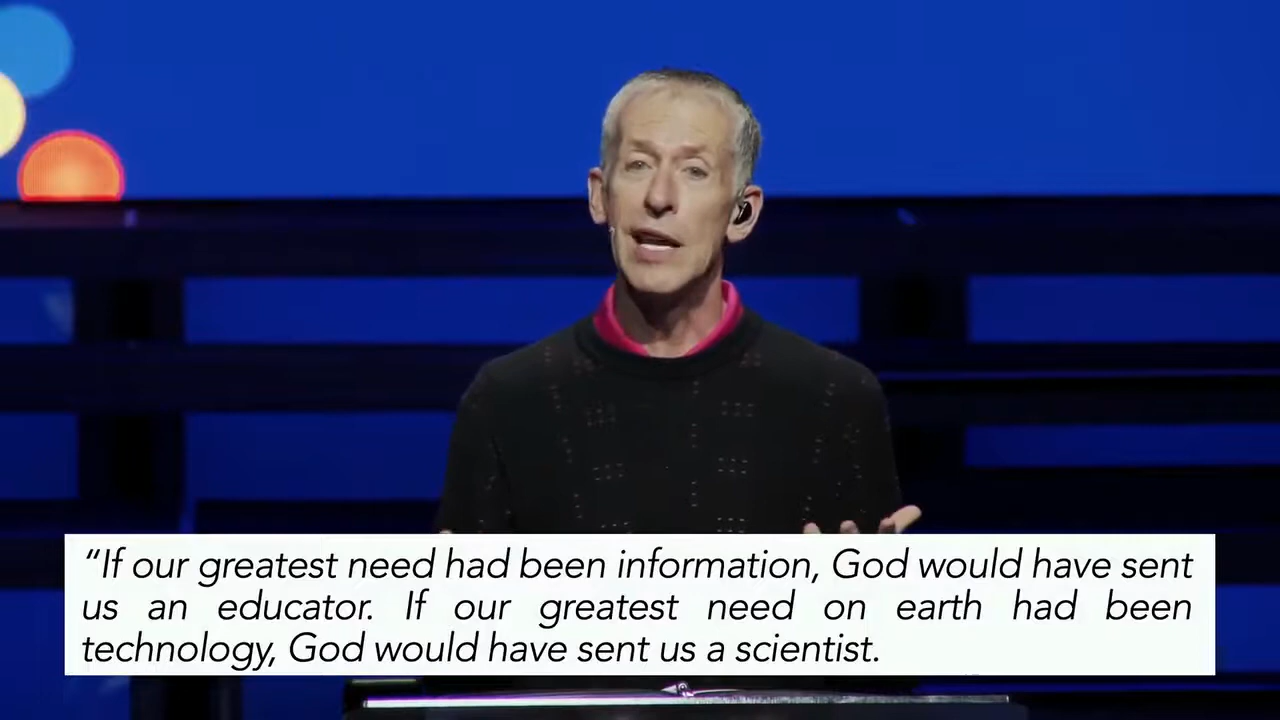 “If our greatest need had been information, God would have sent
us an educator. If our greatest need on earth had been
technology, God would have sent us a scientist.